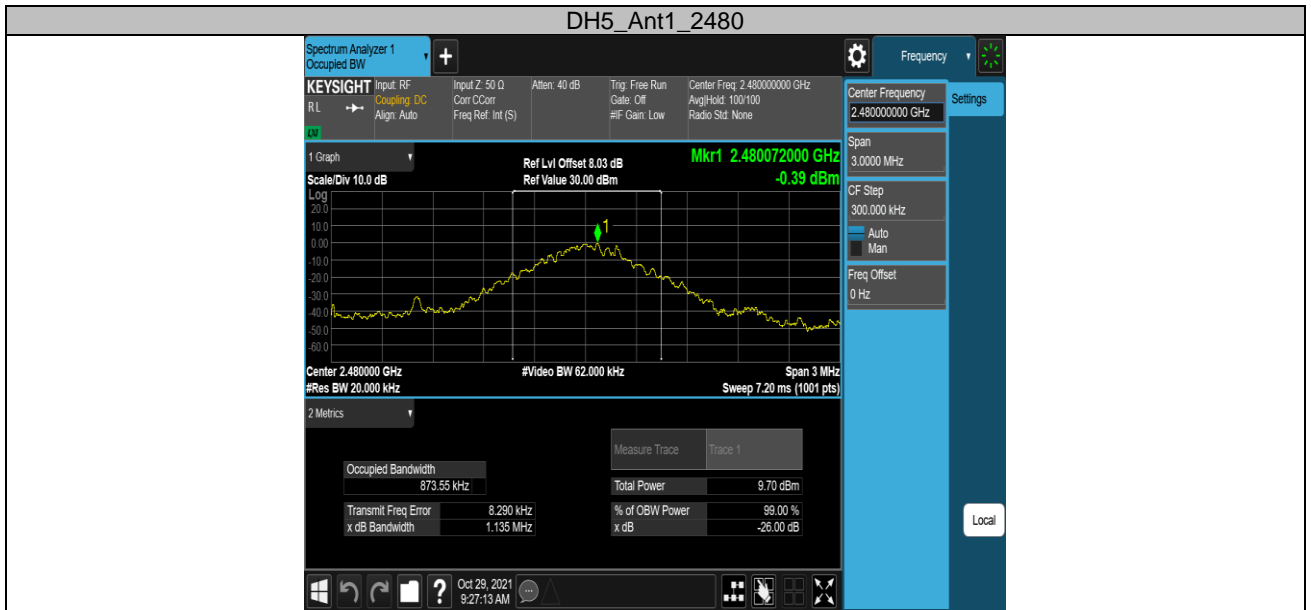 DH5_Ant1_2480
Spectrum Analyzer 1
Occupied BW
+
Frequency
KEYSIGHT
R L
LNI
Input: RF
Coupling: DC
Align: Auto
Input Z: 50 Ω
Corr CCorr
Freq Ref: Int (S)
Atten: 40 dB
Trig: Free Run
Gate: Off
#IF Gain: Low
Center Freq: 2.480000000 GHz
Avg|Hold: 100/100
Radio Std: None
Center Frequency
2.480000000 GHz
Settings
Span
3.0000 MHz
CF Step
300.000 kHz
Auto
Man
Freq Offset
0 Hz
Local
1 Graph
Scale/Div 10.0 dB
Ref Lvl Offset 8.03 dB
Ref Value 30.00 dBm
Mkr1 2.480072000 GHz
-0.39 dBm
Log
20.0
10.0
0.00
-10.0
-20.0
-30.0
-40.0
-50.0
-60.0
1
Center 2.480000 GHz
#Video BW 62.000 kHz
Span 3 MHz
#Res BW 20.000 kHz
Sweep 7.20 ms (1001 pts)
2 Metrics
Measure Trace
Trace 1
Occupied Bandwidth
873.55 kHz
Total Power
9.70 dBm
Transmit Freq Error
8.290 kHz
% of OBW Power
99.00 %
x dB Bandwidth
1.135 MHz
x dB
-26.00 dB
?
Oct 29, 2021
9:27:13 AM